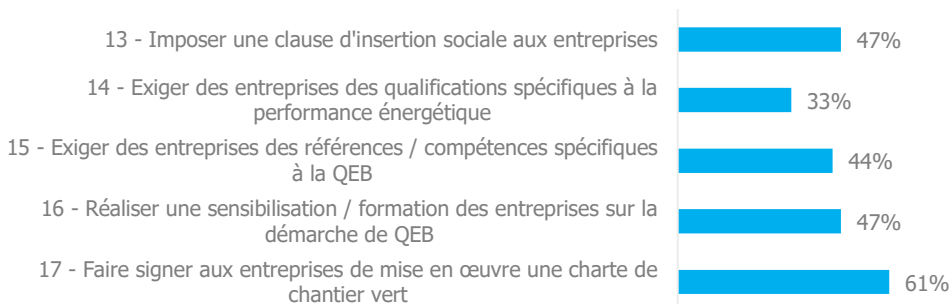 13 - Imposer une clause d'insertion sociale aux entreprises
47%
14 - Exiger des entreprises des qualifications spécifiques à la
performance énergétique
33%
15 - Exiger des entreprises des références / compétences spécifiques
à la QEB
44%
16 - Réaliser une sensibilisation / formation des entreprises sur la
démarche de QEB
47%
17 - Faire signer aux entreprises de mise en œuvre une charte de
chantier vert
61%